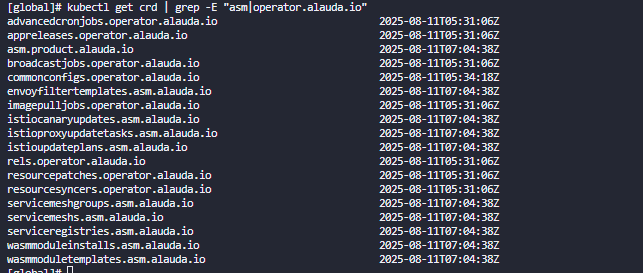 [global]# kubectl get crd | grep -E "asm|operator.alauda.io"
advancedcronjobs.operator.alauda.io 2025-08-11T05:31:06Z
appreleases.operator.alauda.io 2025-08-11T05:31:06Z
asm.product.alauda.io 2025-08-11T07:04:38Z
broadcastjobs.operator.alauda.io 2025-08-11T05:31:06Z
commonconfigs.operator.alauda.io 2025-08-11T05:34:18Z
envoyfiltertemplates.asm.alauda.io 2025-08-11T07:04:38Z
imagepulljobs.operator.alauda.io 2025-08-11T05:31:06Z
istiocanaryupdates.asm.alauda.io 2025-08-11T07:04:38Z
istioproxyupdatetasks.asm.alauda.io 2025-08-11T07:04:38Z
istioupdateplans.asm.alauda.io 2025-08-11T07:04:38Z
rels.operator.alauda.io 2025-08-11T05:31:06Z
resourcepatches.operator.alauda.io 2025-08-11T05:31:06Z
resourcesyncers.operator.alauda.io 2025-08-11T05:31:06Z
servicemeshgroups.asm.alauda.io 2025-08-11T07:04:38Z
servicemeshs.asm.alauda.io 2025-08-11T07:04:38Z
serviceregistries.asm.alauda.io 2025-08-11T07:04:38Z
wasmmoduleinstalls.asm.alauda.io 2025-08-11T07:04:38Z
wasmmoduletemplates.asm.alauda.io 2025-08-11T07:04:38Z
[global]#